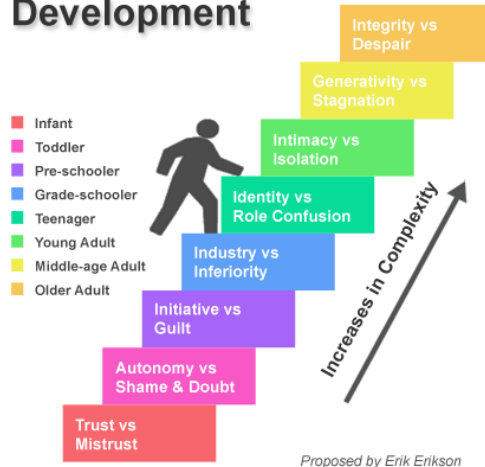 Development
Integrity vs
Despair
Generativity vs
Stagnation
Intimacy vs
Isolation
Identity vs
Role Confusion
Industry vs
Inferiority
Initiative vs
Guilt
Autonomy vs
Shame & Doubt
Trust vs
Mistrust
Infant
Toddler
Pre-schooler
Grade-schooler
Teenager
Young Adult
Middle-age Adult
Older Adult
Increases in Complexity
Proposed by Erik Erikson